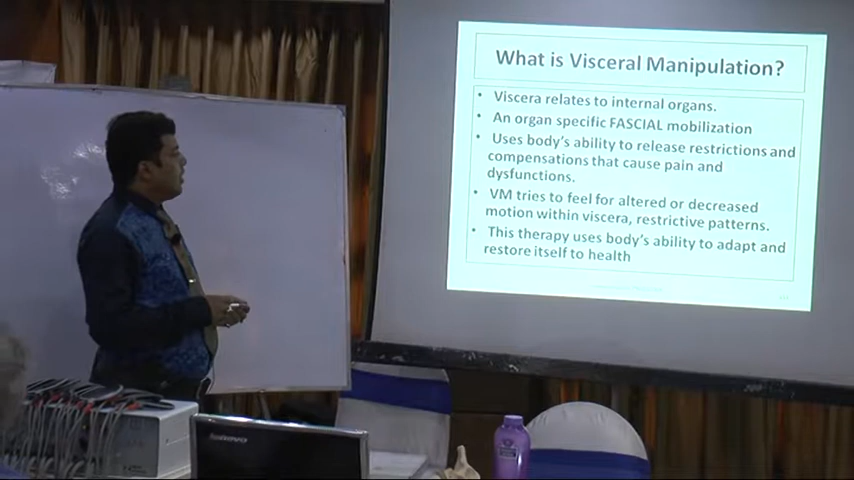 What is Visceral Manipulation?
• Viscera relates to internal organs.
• An organ specific FASCIAL mobilization
• Uses body's ability to release restrictions and
compensations that cause pain and
dysfunctions.
• VM tries to feel for altered or decreased
motion within viscera, restrictive patterns.
• This therapy uses body's ability to adapt and
restore itself to health
lenovo